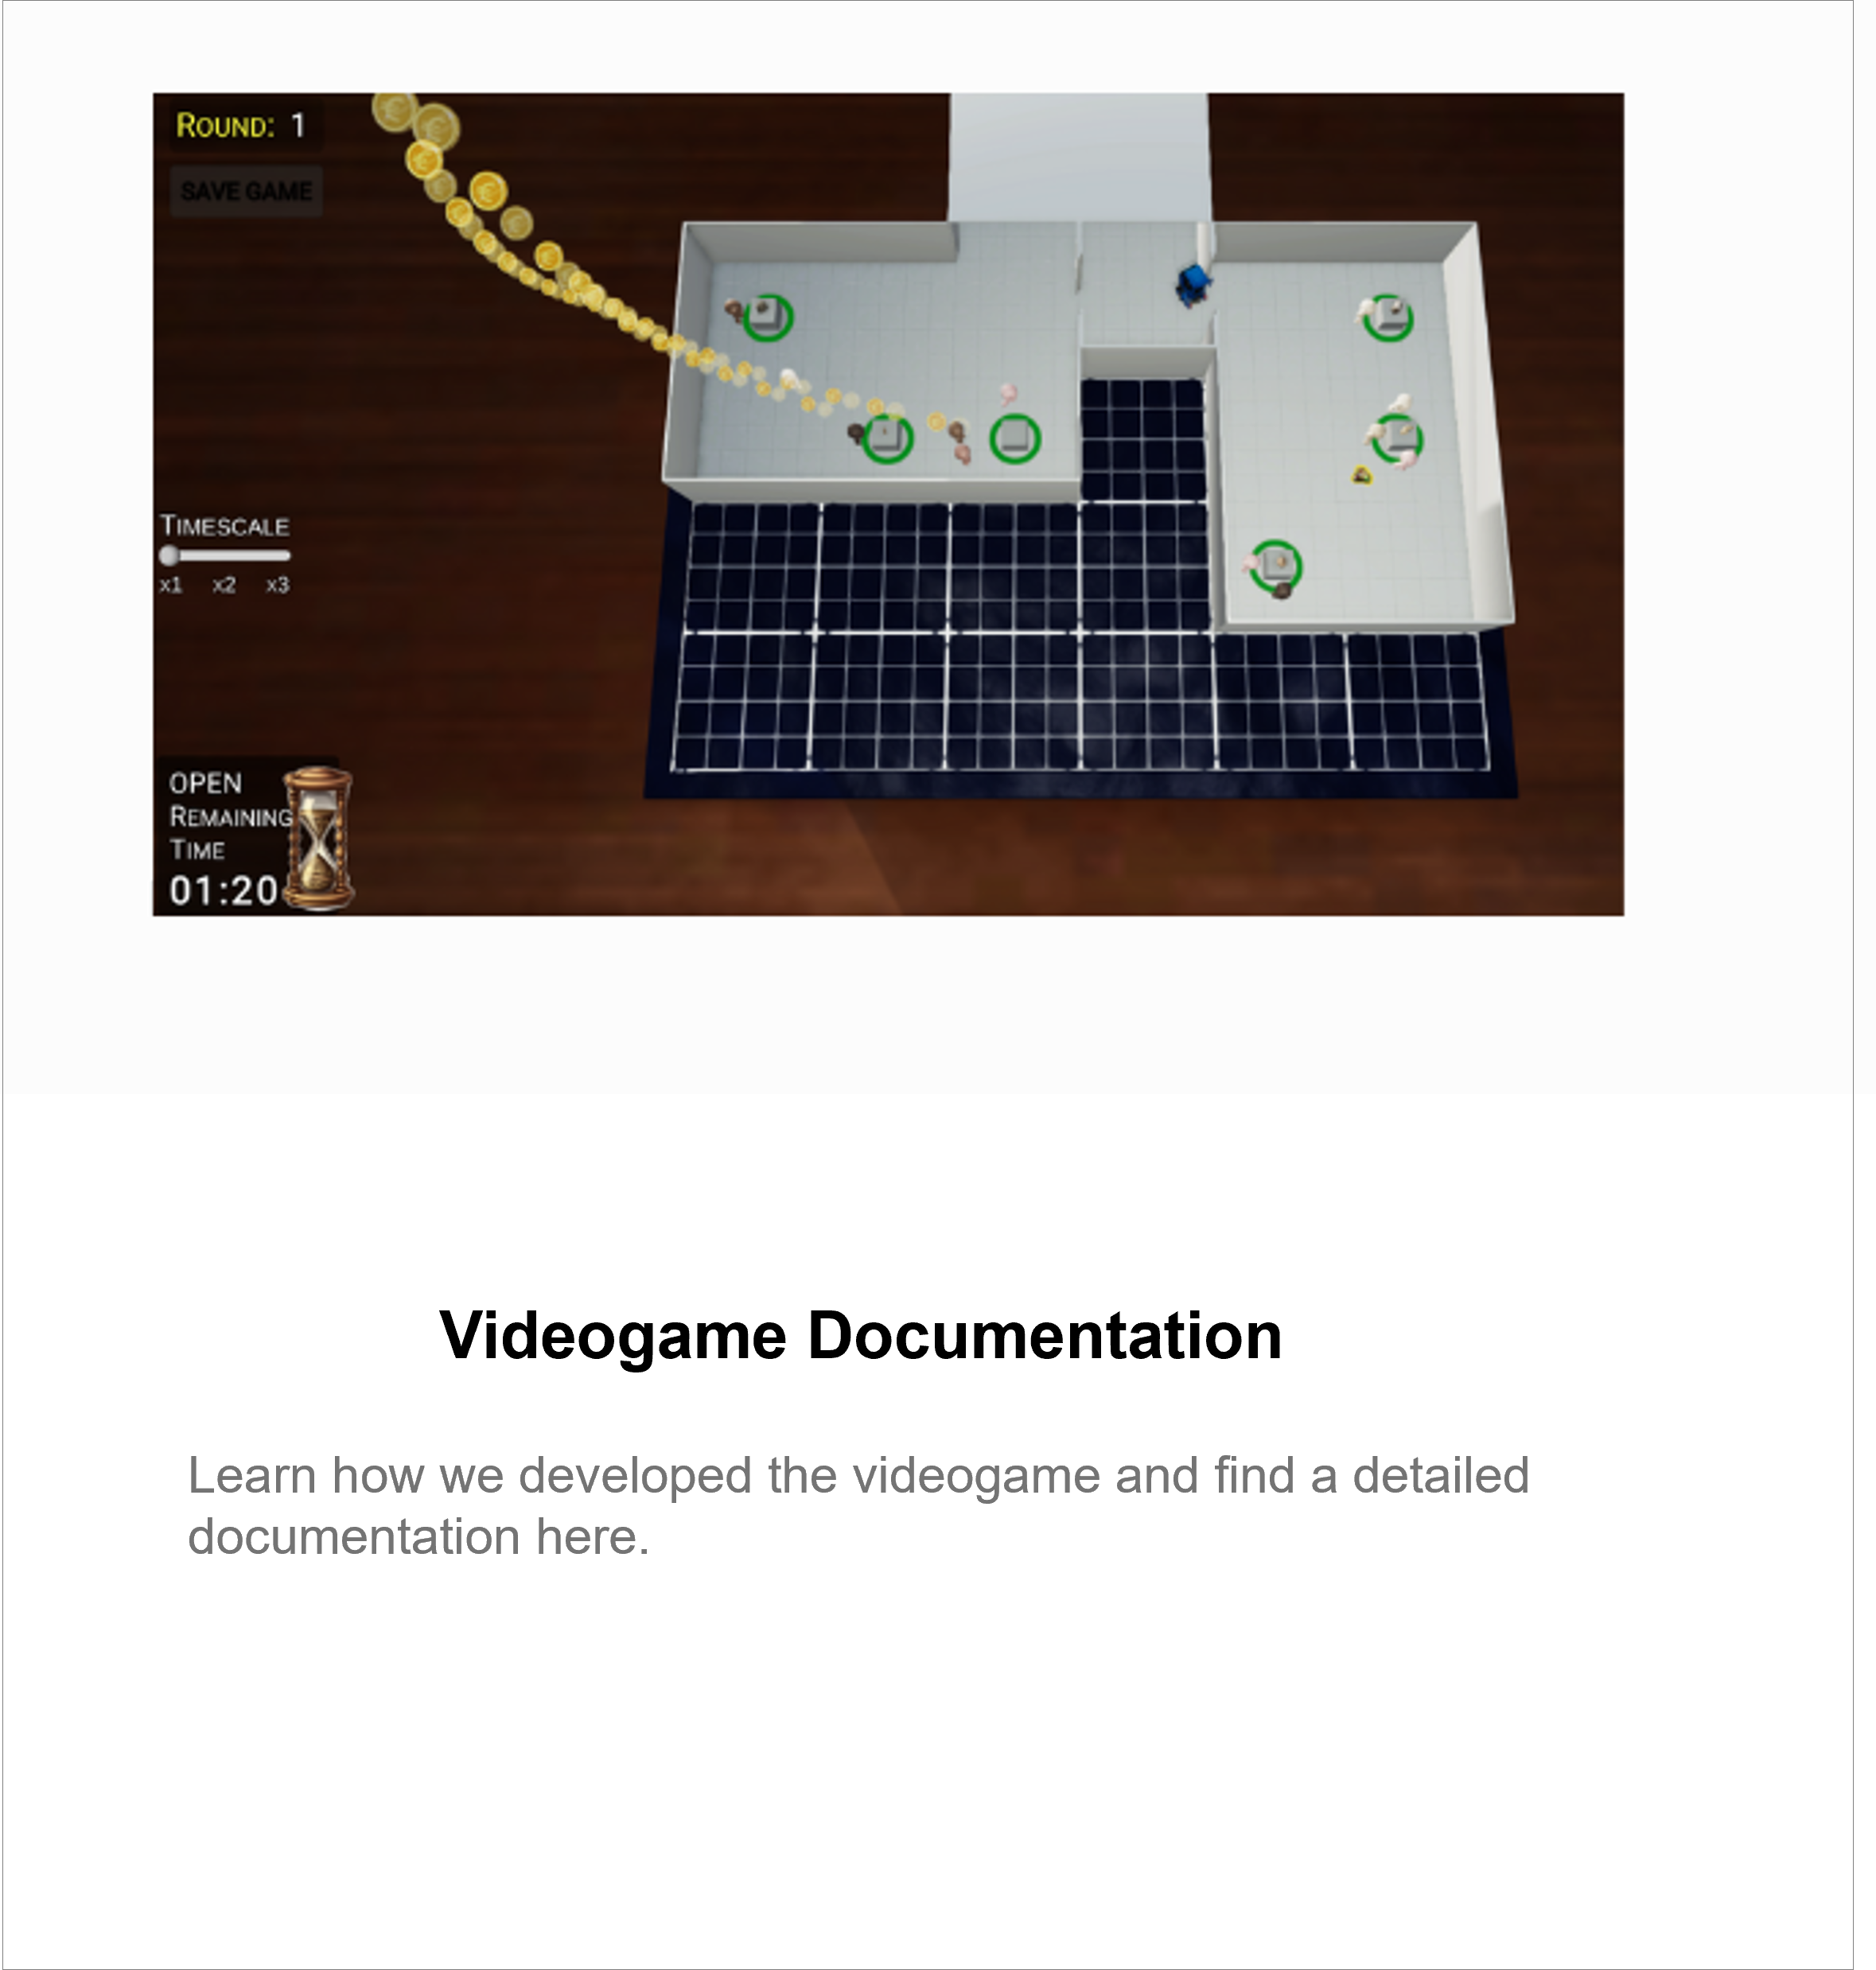 ROUND: 1
SAVE GAME
TIMESCALE
x1 x2 x3
OPEN
REMAINING
TIME
01:20
Videogame Documentation
Learn how we developed the videogame and find a detailed
documentation here.